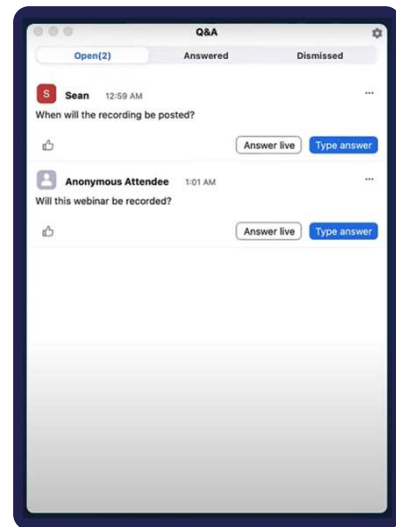 Q&A
Open(2) Answered Dismissed
S Sean 12:59 AM ...
When will the recording be posted?
Answer live Type answer
Anonymous Attendee 1:01 AM ...
Will this webinar be recorded?
Answer live Type answer